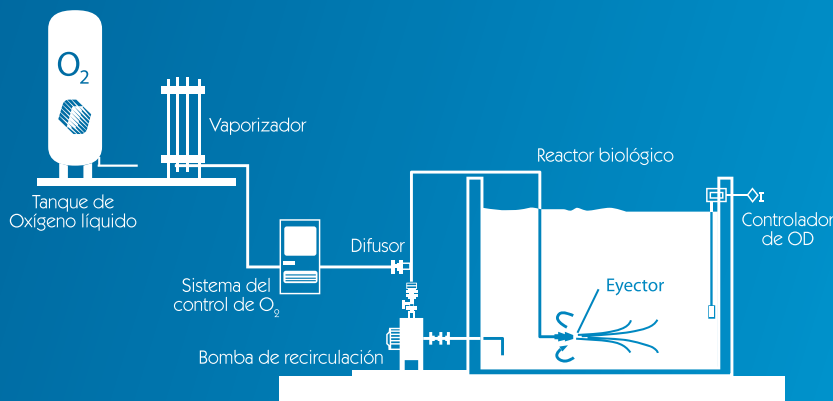 O₂
Vaporizador
Tanque de
Oxígeno líquido
Reactor biológico
Controlador
de OD
Difusor
Sistema del
control de O₂
Eyector
Bomba de recirculación